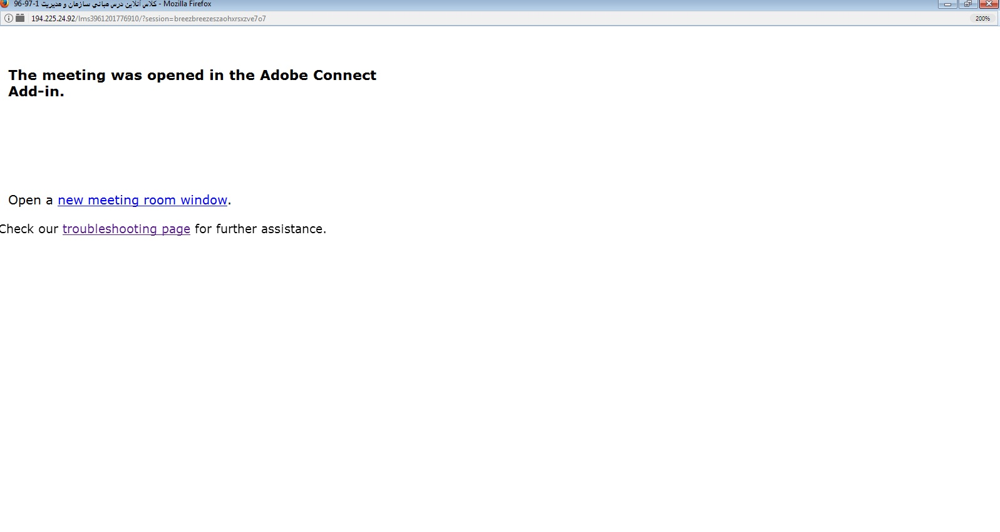 کلاس آنلاین درس مبانی سازمان و مدیریت 1-97-96 - Mozilla Firefox
194.225.24.92/lms3961201776910/?session=breezbreezeszaohxrsxzve7o7
200%
The meeting was opened in the Adobe Connect
Add-in.
Open a new meeting room window.
Check our troubleshooting page for further assistance.